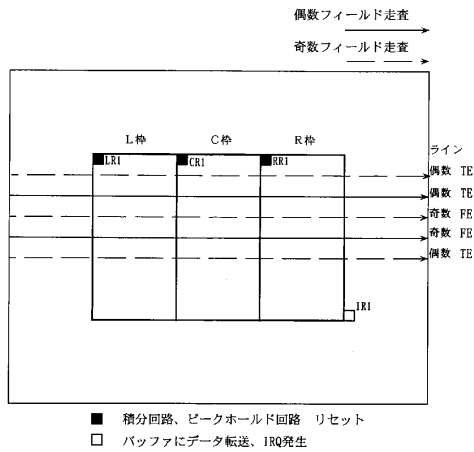 偶数フィールド走査
奇数フィールド走査
L枠 C枠 R枠
ライン
LR1 CR1 RR1
偶数 TE
偶数 TE
奇数 FE
奇数 FE
偶数 TE
IR1
積分回路、ピークホールド回路 リセット
バッファにデータ転送、IRQ発生